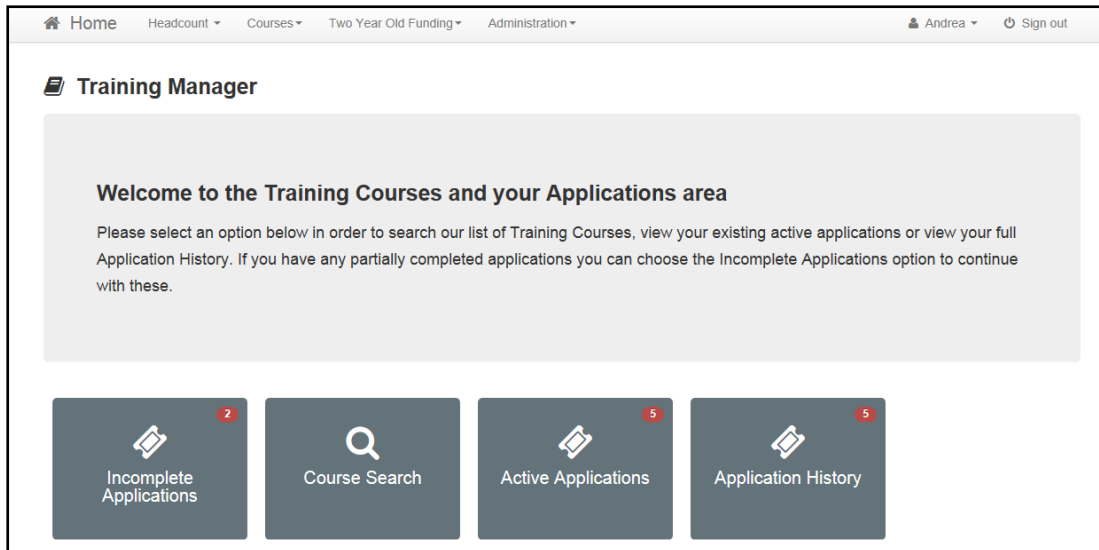 Home Headcount Courses Two Year Old Funding Administration Andrea Sign out
Training Manager
Welcome to the Training Courses and your Applications area
Please select an option below in order to search our list of Training Courses, view your existing active applications or view your full
Application History. If you have any partially completed applications you can choose the Incomplete Applications option to continue
with these.
2
Incomplete
Applications
Course Search
5
Active Applications
5
Application History